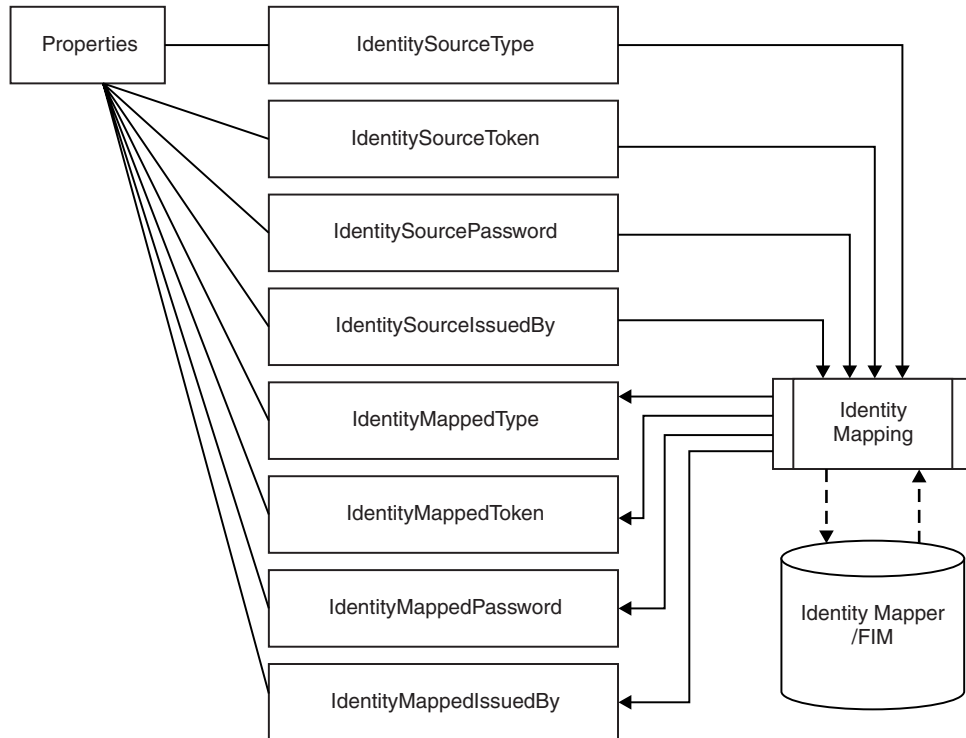 Properties
IdentitySourceType
IdentitySourceToken
IdentitySourcePassword
IdentitySourceIssuedBy
IdentityMappedType
IdentityMappedToken
IdentityMappedPassword
IdentityMappedIssuedBy
Identity
Mapping
Identity Mapper
/FIM